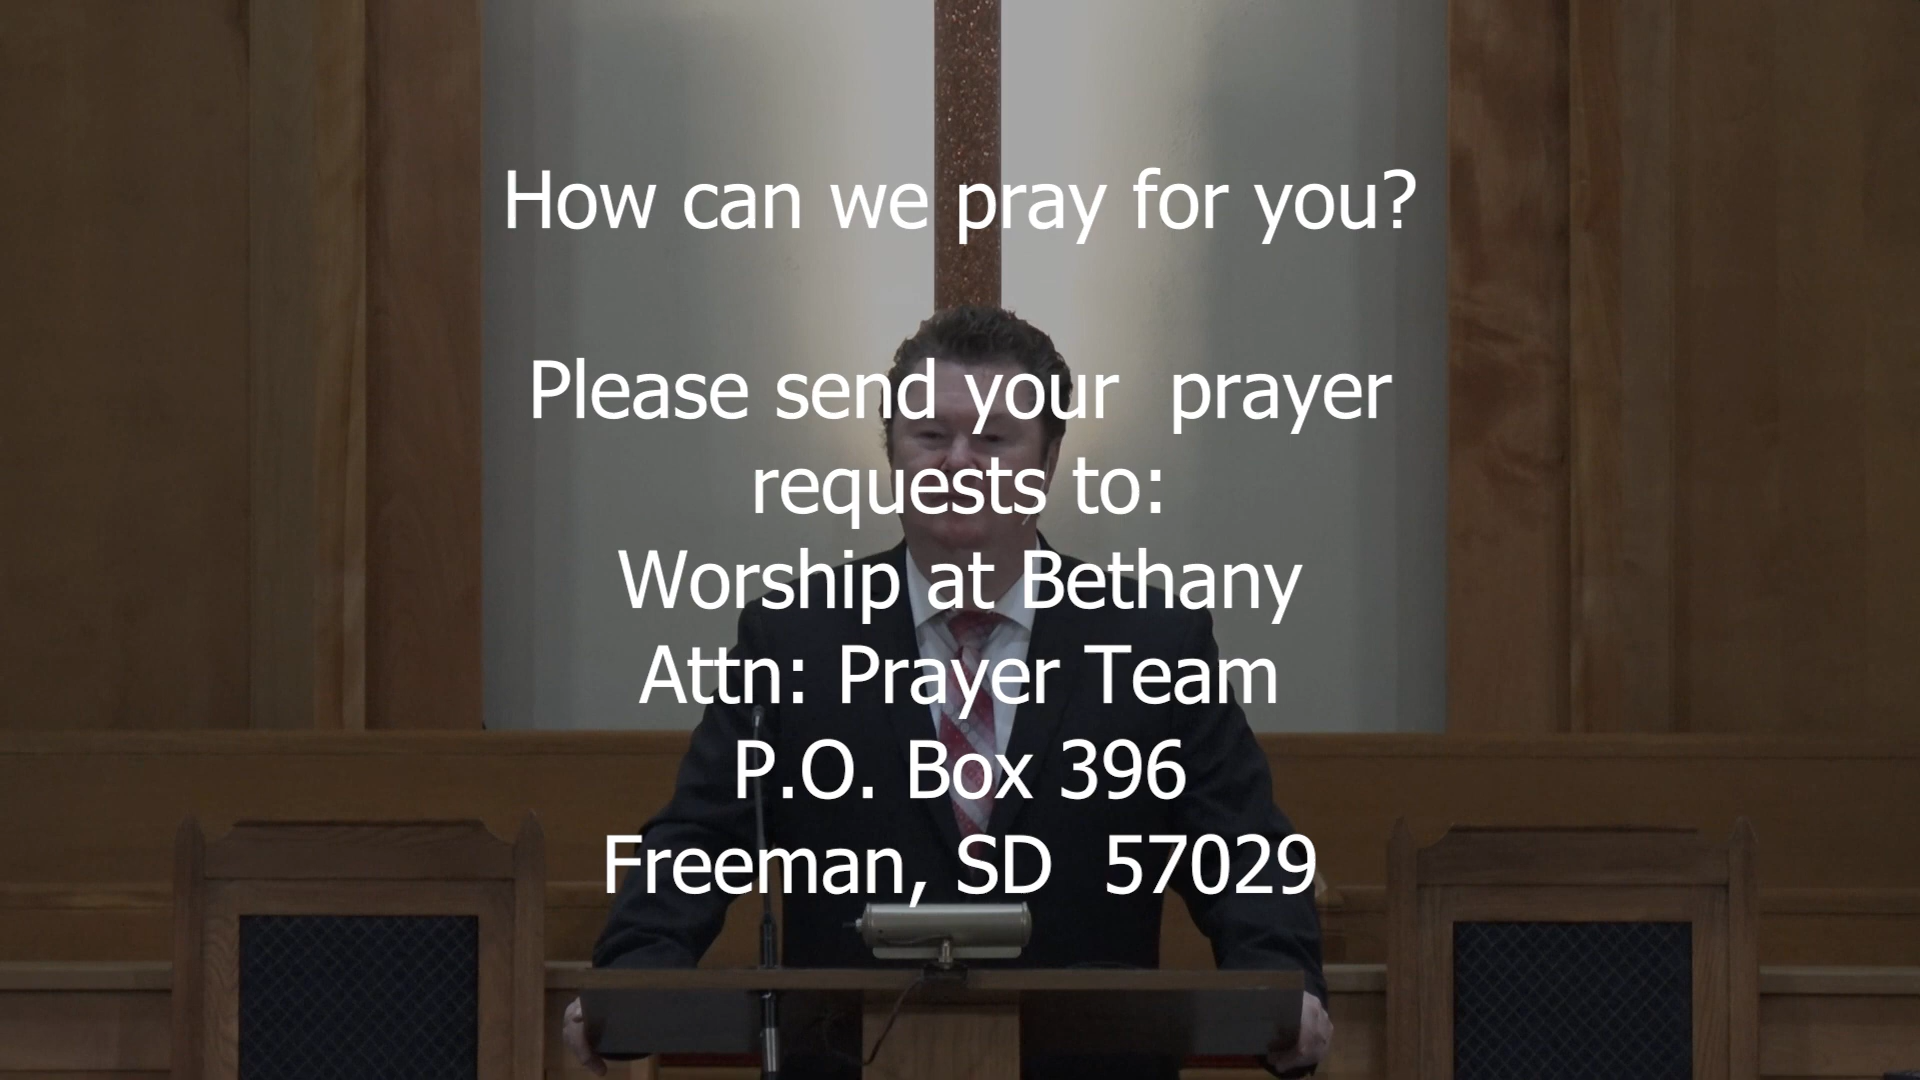 How can we pray for you?
Please send your prayer
requests to:
Worship at Bethany
Attn: Prayer Team
P.O. Box 396
Freeman, SD 57029